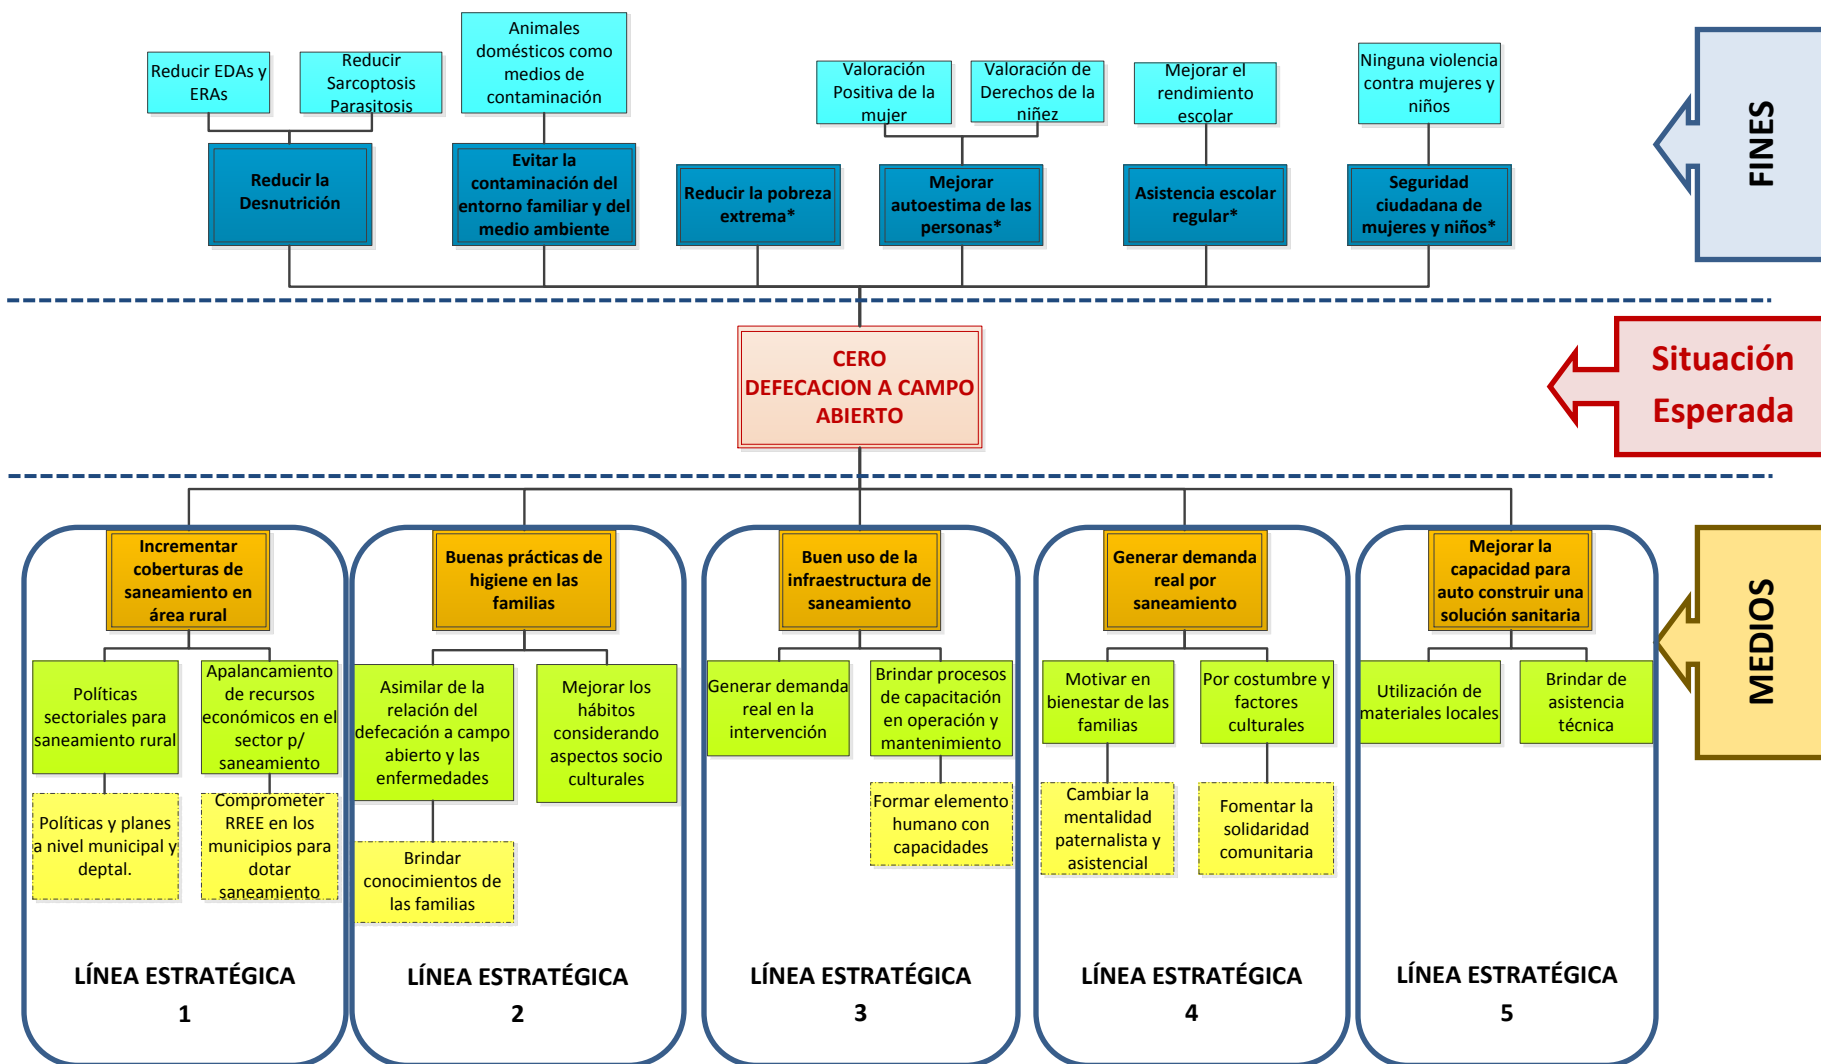 Reducir EDAs y
ERAs
Reducir
Sarcoptosis
Parasitosis
Animales
domésticos como
medios de
contaminación
Valoración
Positiva de la
mujer
Valoración de
Derechos de la
niñez
Mejorar el
rendimiento
escolar
Ninguna violencia
contra mujeres y
niños
Reducir la
Desnutrición
Evitar la
contaminación del
entorno familiar y del
medio ambiente
Reducir la pobreza
extrema*
Mejorar
autoestima de las
personas*
Asistencia escolar
regular*
Seguridad
ciudadana de
mujeres y niños*
FINES
CERO
DEFECACION A CAMPO
ABIERTO
Situación
Esperada
Incrementar
coberturas de
saneamiento en
área rural
Buenas prácticas de
higiene en las
familias
Buen uso de la
infraestructura de
saneamiento
Generar demanda
real por
saneamiento
Mejorar la
capacidad para
auto construir una
solución sanitaria
MEDIOS
Políticas
sectoriales para
saneamiento rural
Apalancamiento
de recursos
económicos en el
sector p/
saneamiento
Asimilar de la
relación del
defecación a campo
abierto y las
enfermedades
Mejorar los
hábitos
considerando
aspectos socio
culturales
Generar demanda
real en la
intervención
Brindar procesos
de capacitación
en operación y
mantenimiento
Motivar en
bienestar de las
familias
Por costumbre y
factores
culturales
Utilización de
materiales locales
Brindar de
asistencia
técnica
Políticas y planes
a nivel municipal y
deptal.
Comprometer
RREE en los
municipios para
dotar
saneamiento
Brindar
conocimientos de
las familias
Formar elemento
humano con
capacidades
Cambiar la
mentalidad
paternalista y
asistencial
Fomentar la
solidaridad
comunitaria
LÍNEA ESTRATÉGICA
1
LÍNEA ESTRATÉGICA
2
LÍNEA ESTRATÉGICA
3
LÍNEA ESTRATÉGICA
4
LÍNEA ESTRATÉGICA
5